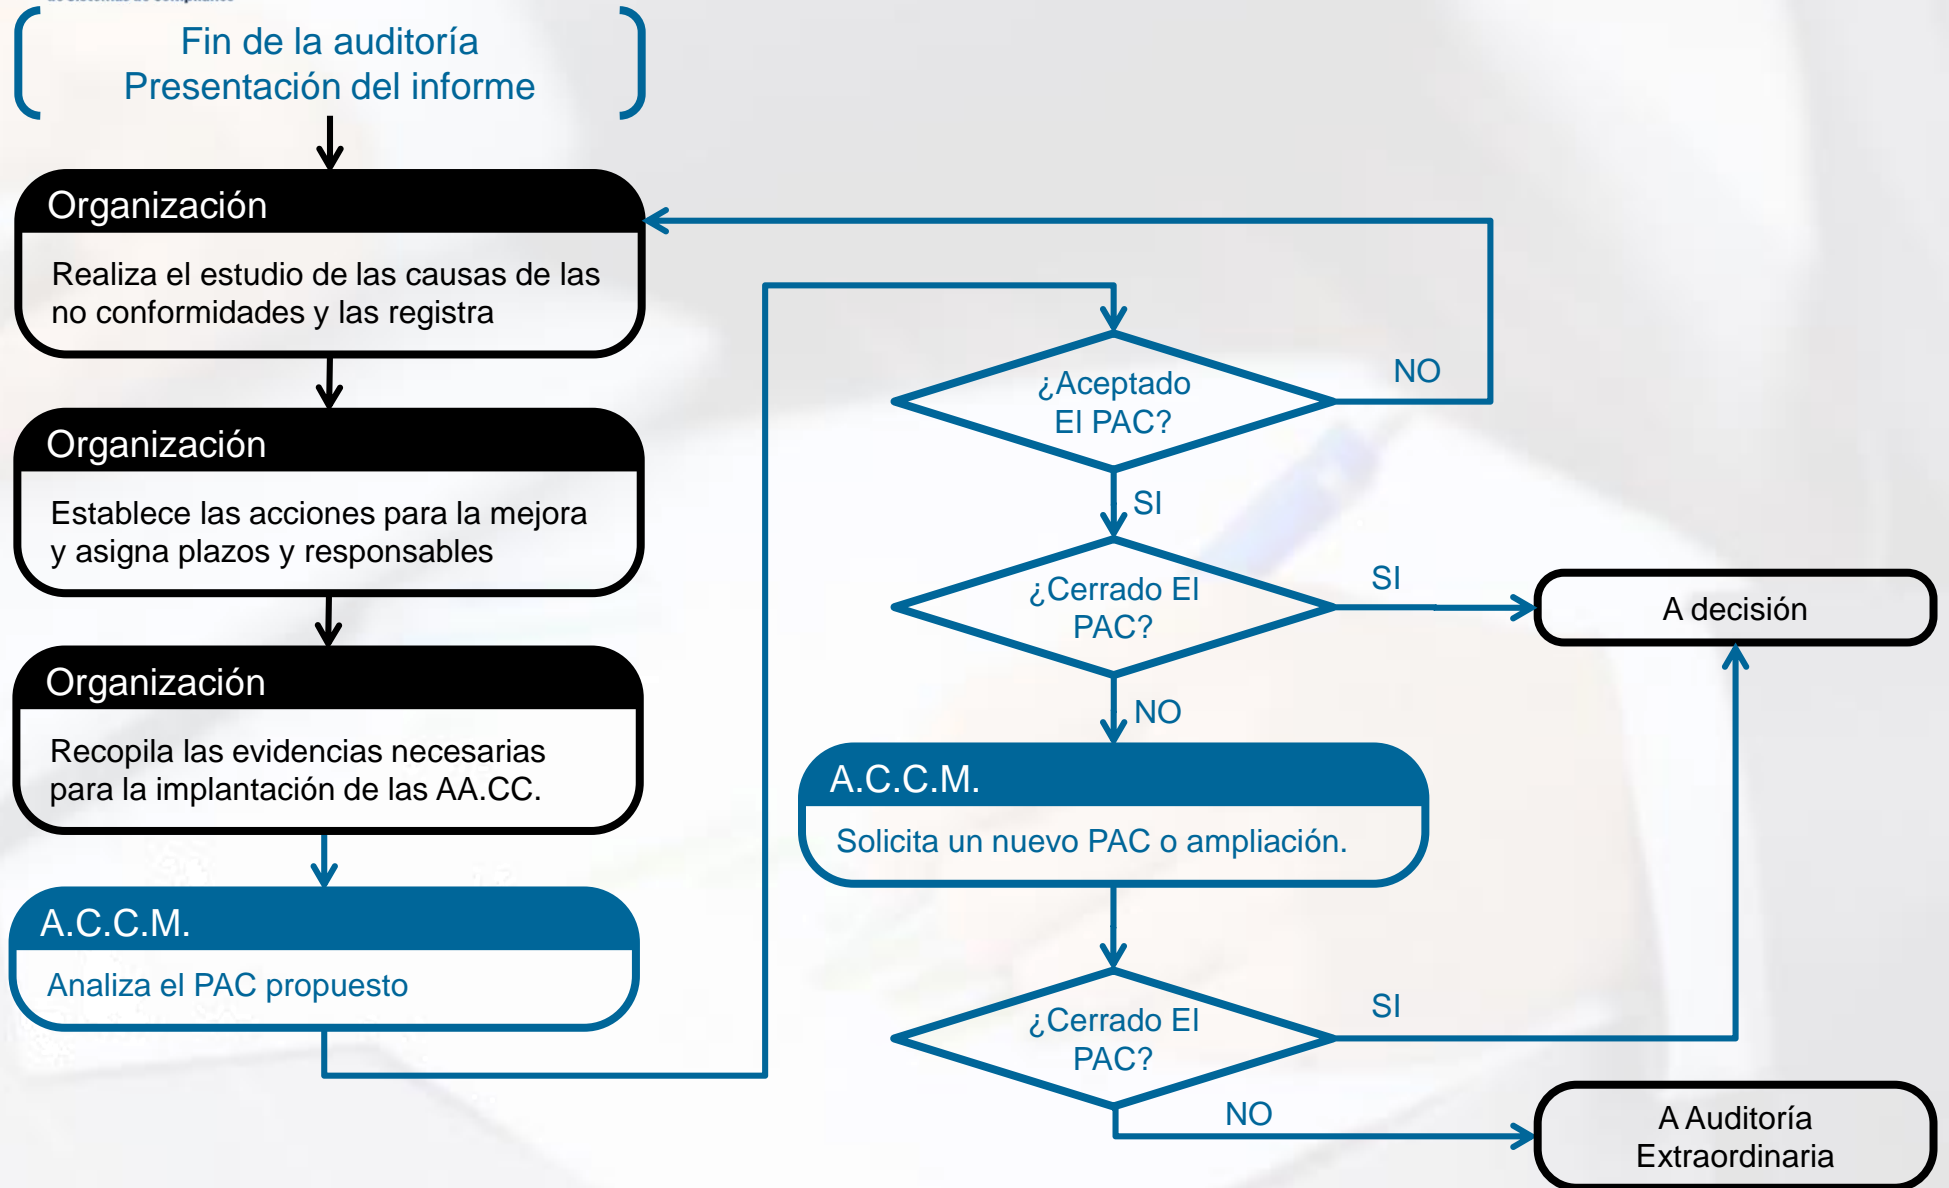 Fin de la auditoría
Presentación del informe
Organización
Realiza el estudio de las causas de las
no conformidades y las registra
Organización
Establece las acciones para la mejora
y asigna plazos y responsables
Organización
Recopila las evidencias necesarias
para la implantación de las AA.CC.
A.C.C.M.
Analiza el PAC propuesto
¿Aceptado
El PAC?
NO
SI
¿Cerrado El
PAC?
SI
A decisión
NO
A.C.C.M.
Solicita un nuevo PAC o ampliación.
¿Cerrado El
PAC?
SI
NO
A Auditoría
Extraordinaria